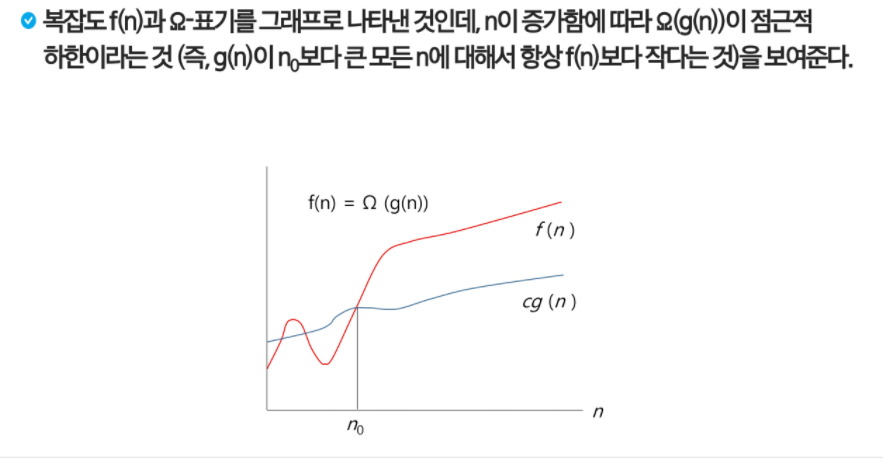 복잡도 f(n)과 Ω-표기를 그래프로 나타낸 것인데, n이 증가함에 따라 Ω(g(n))이 점근적
하한이라는 것 (즉, g(n)이 n₀보다 큰 모든 n에 대해서 항상 f(n)보다 작다는 것)을 보여준다.
f(n) = Ω (g(n))
f (n)
cg (n)
n
n₀